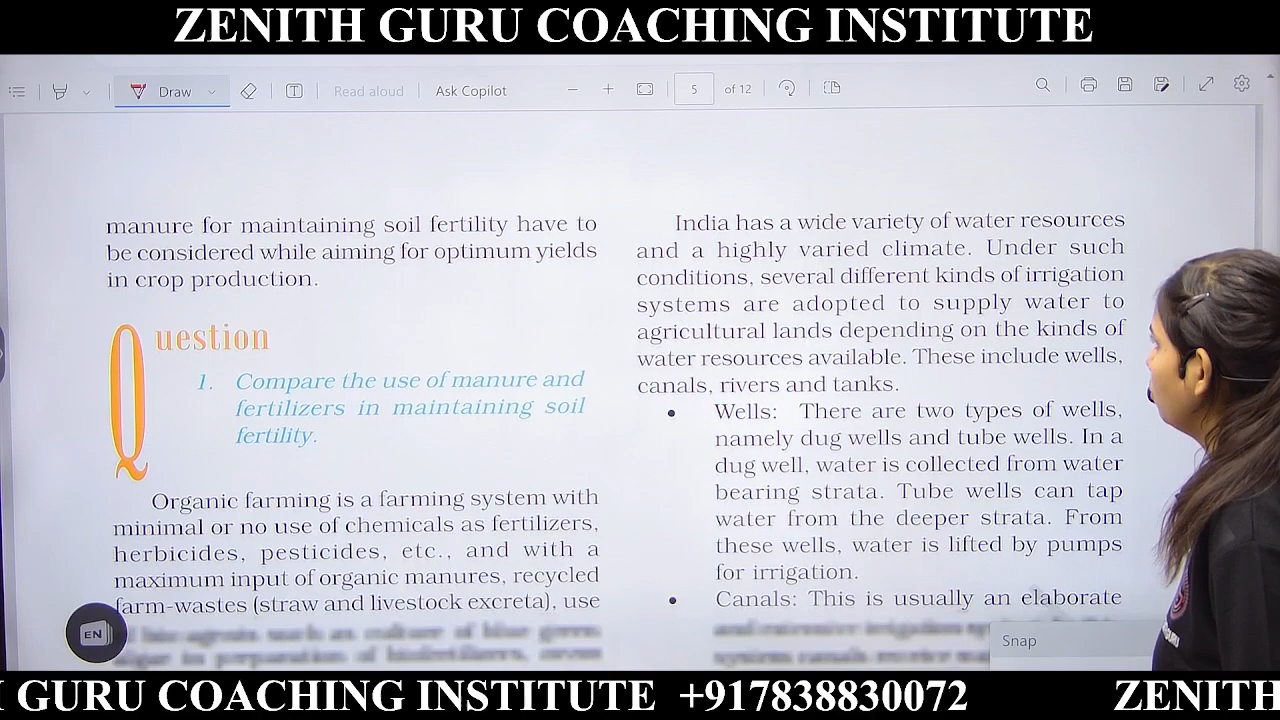 ZENITH GURU COACHING INSTITUTE
Draw
Read aloud
Ask Copilot
5
of 12
manure for maintaining soil fertility have to
be considered while aiming for optimum yields
in crop production.
Question
1. Compare the use of manure and
fertilizers in maintaining soil
fertility.
Organic farming is a farming system with
minimal or no use of chemicals as fertilizers,
herbicides, pesticides, etc., and with a
maximum input of organic manures, recycled
farm-wastes (straw and livestock excreta), use
India has a wide variety of water resources
and a highly varied climate. Under such
conditions, several different kinds of irrigation
systems are adopted to supply water to
agricultural lands depending on the kinds of
water resources available. These include wells,
canals, rivers and tanks.
• Wells: There are two types of wells,
namely dug wells and tube wells. In a
dug well, water is collected from water
bearing strata. Tube wells can tap
water from the deeper strata. From
these wells, water is lifted by pumps
for irrigation.
• Canals: This is usually an elaborate
EN
Snap
GURU COACHING INSTITUTE +917838830072 ZENITH